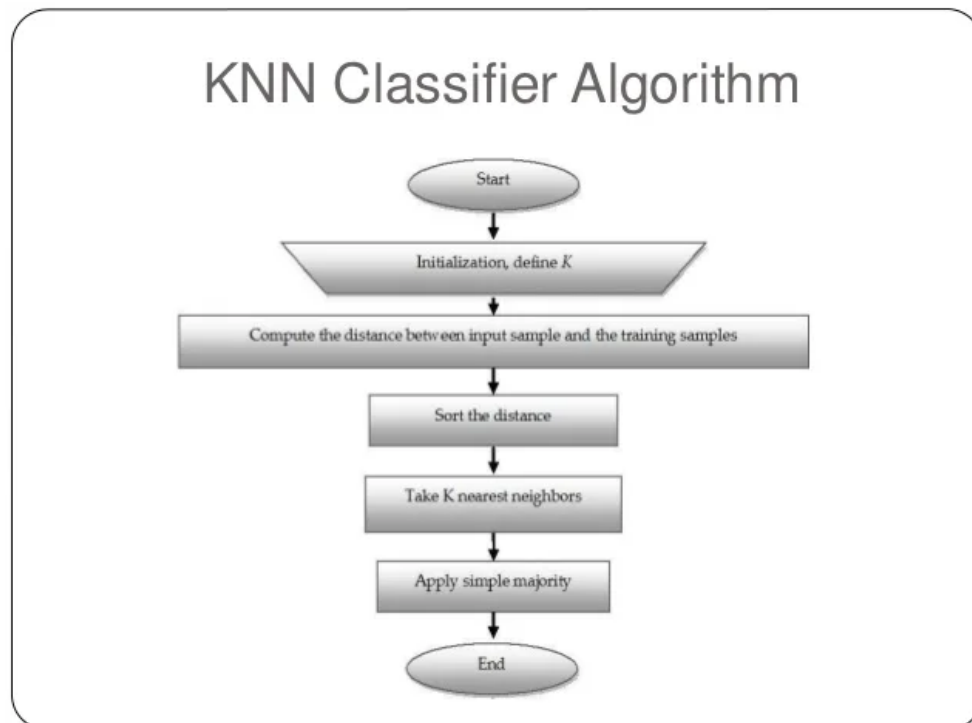 KNN Classifier Algorithm
Start
Initialization, define K
Compute the distance between input sample and the training samples
Sort the distance
Take K nearest neighbors
Apply simple majority
End